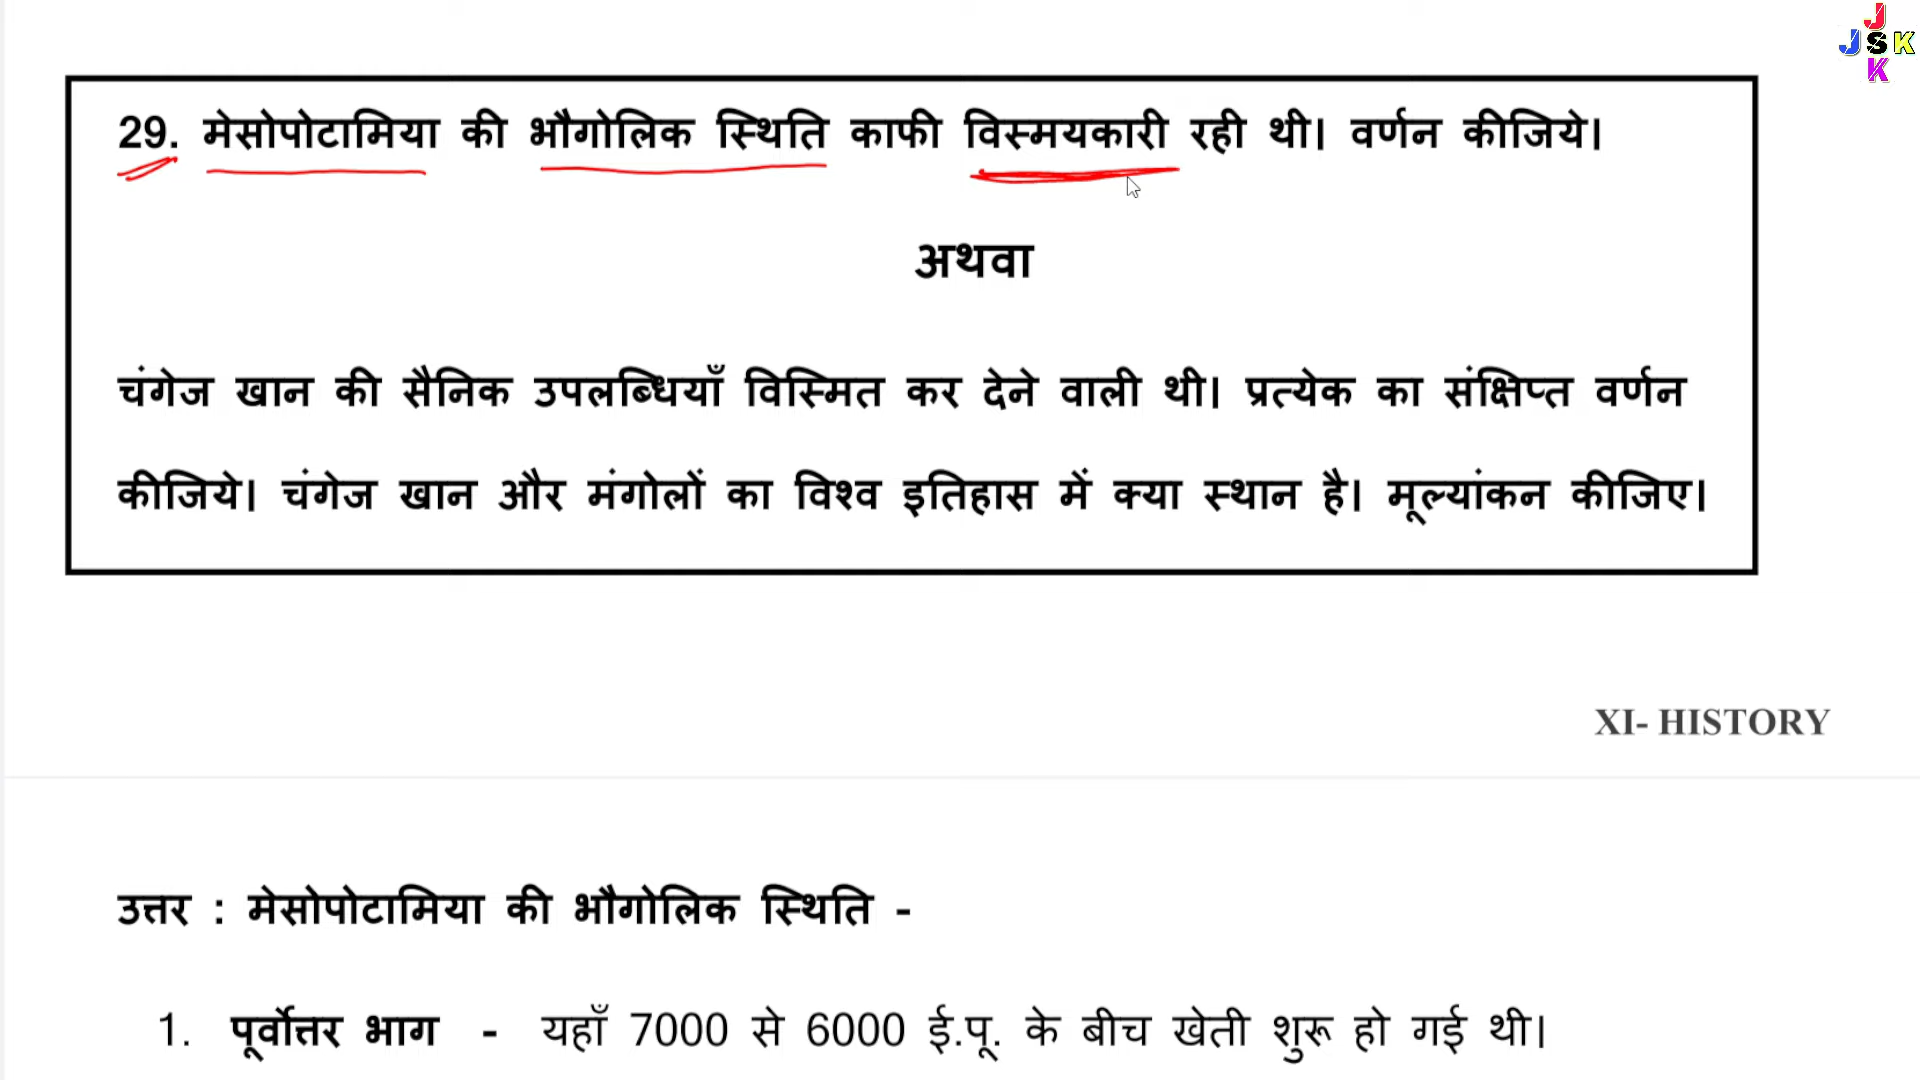 J
J S K
K
29. मेसोपोटामिया की भौगोलिक स्थिति काफी विस्मयकारी रही थी। वर्णन कीजिये।
अथवा
चंगेज खान की सैनिक उपलब्धियाँ विस्मित कर देने वाली थी। प्रत्येक का संक्षिप्त वर्णन
कीजिये। चंगेज खान और मंगोलों का विश्व इतिहास में क्या स्थान है। मूल्यांकन कीजिए।
XI- HISTORY
उत्तर : मेसोपोटामिया की भौगोलिक स्थिति -
1. पूर्वोत्तर भाग - यहाँ 7000 से 6000 ई.पू. के बीच खेती शुरू हो गई थी।